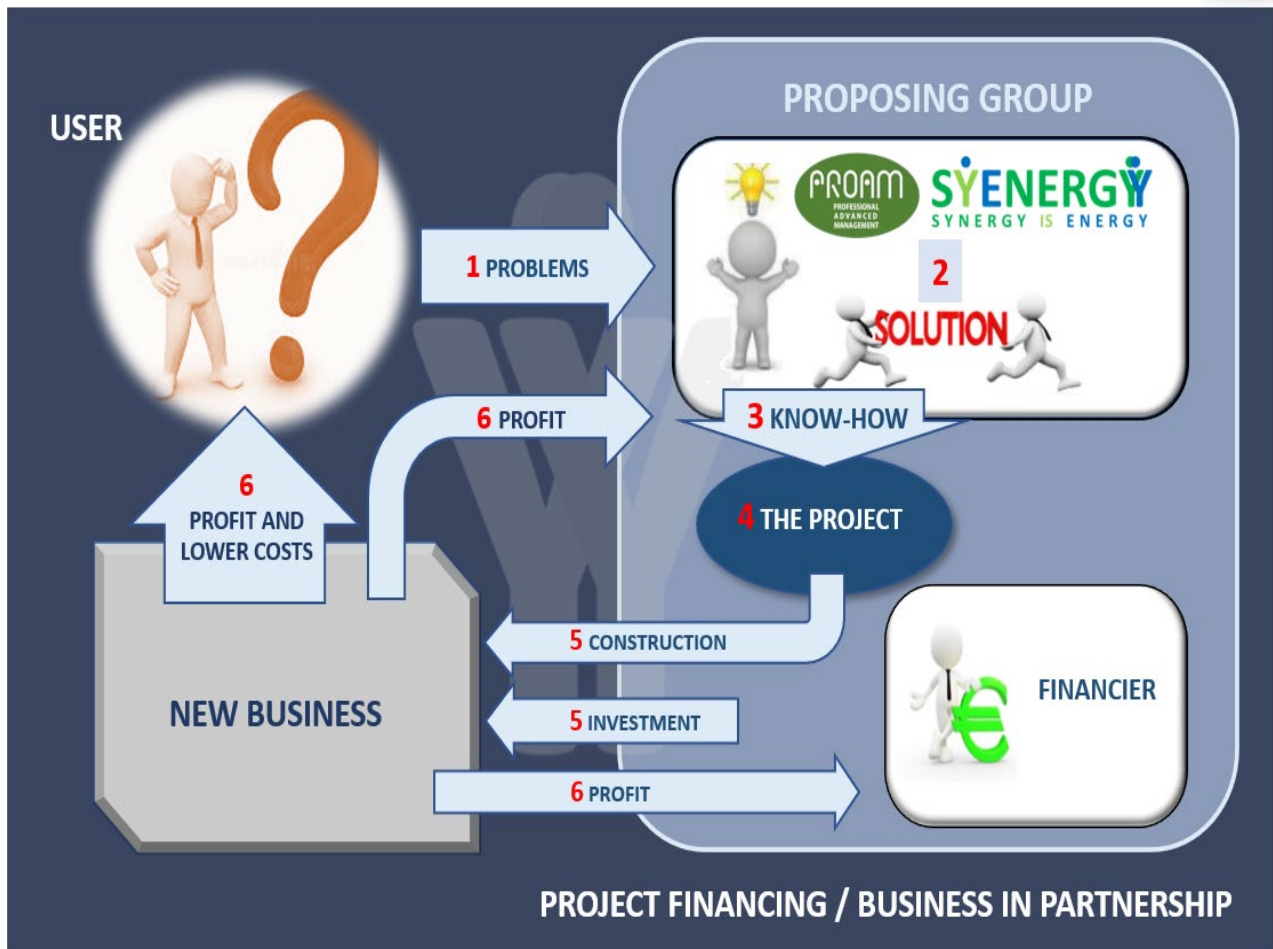 USER
PROPOSING GROUP
PROAM
PROFESSIONAL
ADVANCED
MANAGEMENT
SYENERGY
SYNERGY IS ENERGY
1 PROBLEMS
2
SOLUTION
3 KNOW-HOW
6 PROFIT
6
PROFIT AND
LOWER COSTS
4 THE PROJECT
5 CONSTRUCTION
NEW BUSINESS
5 INVESTMENT
FINANCIER
€
6 PROFIT
PROJECT FINANCING / BUSINESS IN PARTNERSHIP